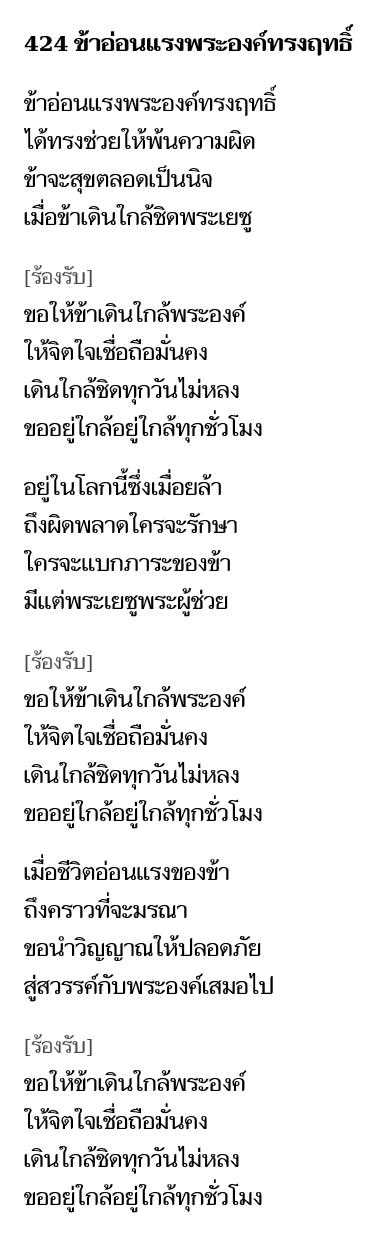 424 ข้าอ่อนแรงพระองค์ทรงฤทธิ์
ข้าอ่อนแรงพระองค์ทรงฤทธิ์
ได้ทรงช่วยให้พ้นความผิด
ข้าจะสุขตลอดเป็นนิจ
เมื่อข้าเดินใกล้ชิดพระเยซู
[ร้องรับ]
ขอให้ข้าเดินใกล้พระองค์
ให้จิตใจเชื่อถือมั่นคง
เดินใกล้ชิดทุกวันไม่หลง
ขออยู่ใกล้อยู่ใกล้ทุกชั่วโมง
อยู่ในโลกนี้ซึ่งเมื่อยล้า
ถึงผิดพลาดใครจะรักษา
ใครจะแบกภาระของข้า
มีแต่พระเยซูพระผู้ช่วย
[ร้องรับ]
ขอให้ข้าเดินใกล้พระองค์
ให้จิตใจเชื่อถือมั่นคง
เดินใกล้ชิดทุกวันไม่หลง
ขออยู่ใกล้อยู่ใกล้ทุกชั่วโมง
เมื่อชีวิตอ่อนแรงของข้า
ถึงคราวที่จะมรณา
ขอนำวิญญาณให้ปลอดภัย
สู่สวรรค์กับพระองค์เสมอไป
[ร้องรับ]
ขอให้ข้าเดินใกล้พระองค์
ให้จิตใจเชื่อถือมั่นคง
เดินใกล้ชิดทุกวันไม่หลง
ขออยู่ใกล้อยู่ใกล้ทุกชั่วโมง